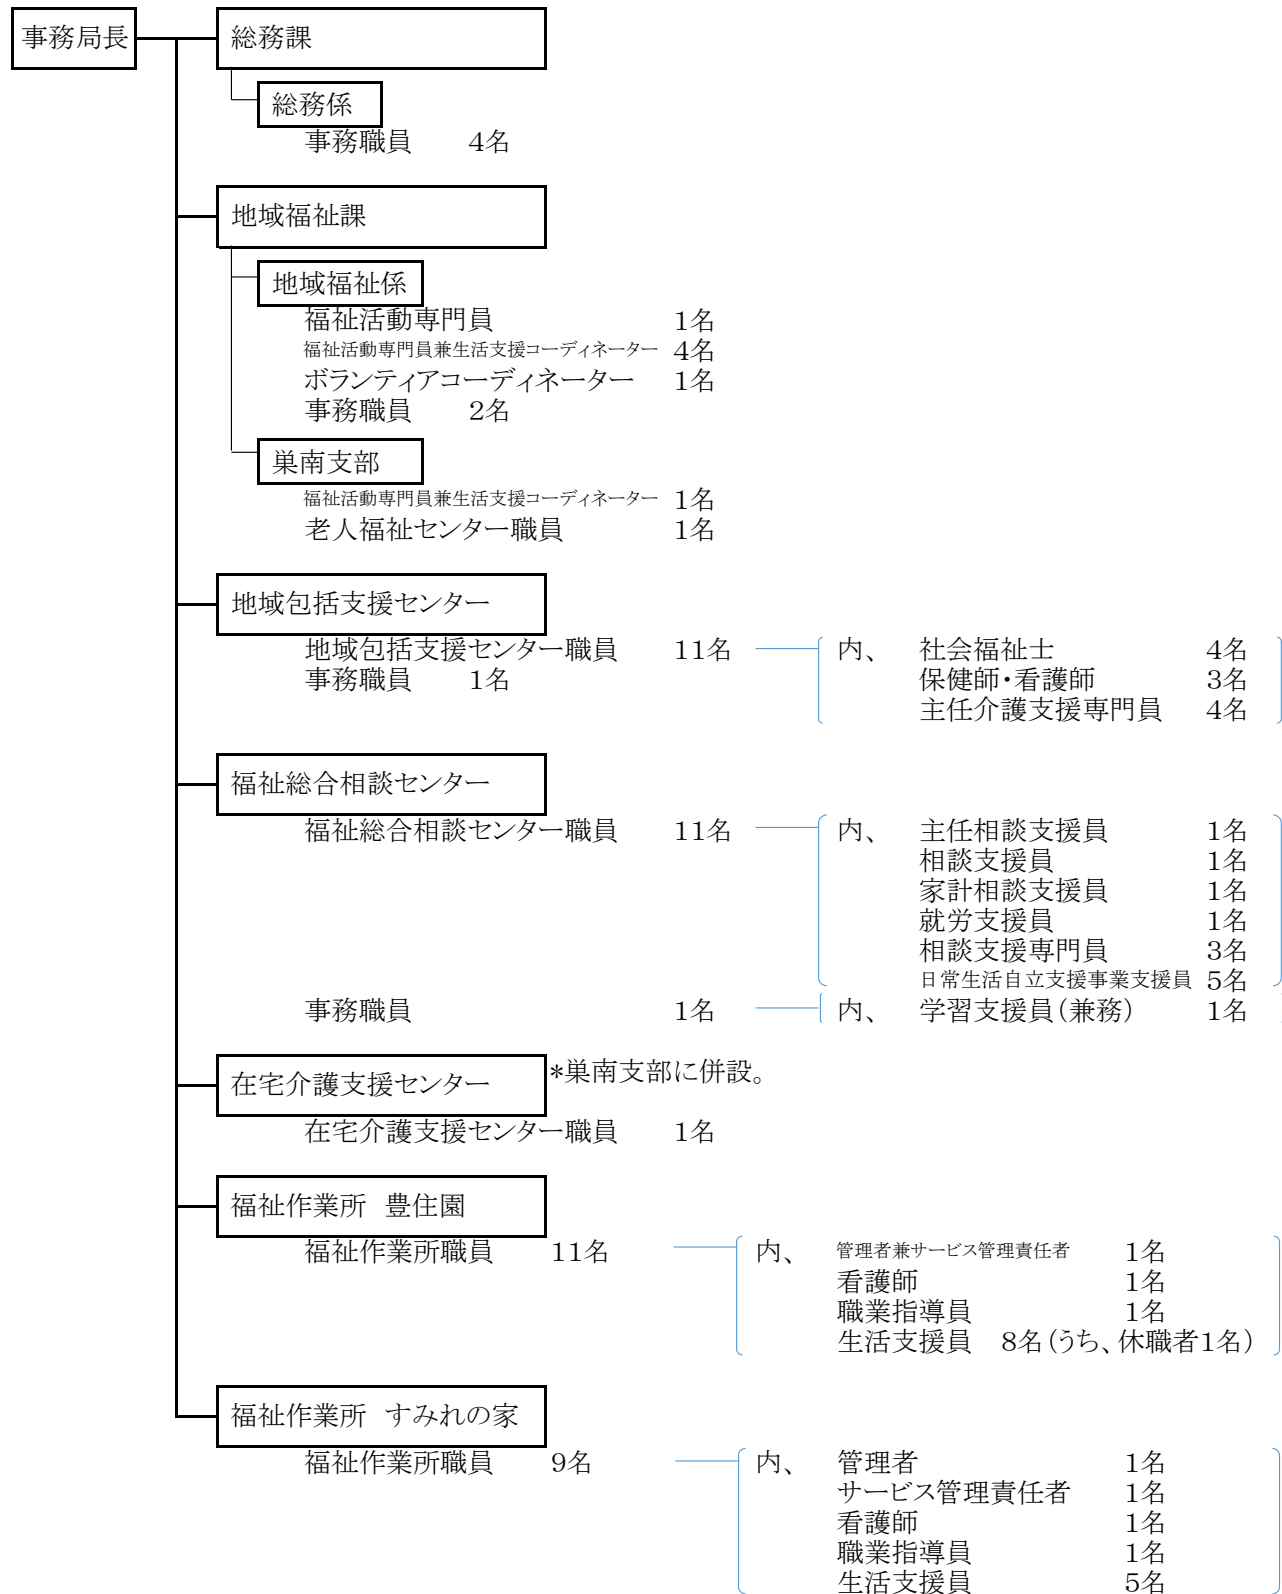 事務局長 総務課
総務係
事務職員 4名
地域福祉課
地域福祉係
福祉活動専門員 1名
福祉活動専門員兼生活支援コーディネーター 4名
ボランティアコーディネーター 1名
事務職員 2名
巣南支部
福祉活動専門員兼生活支援コーディネーター 1名
老人福祉センター職員 1名
地域包括支援センター
地域包括支援センター職員 11名 内、 社会福祉士 4名
事務職員 1名 保健師・看護師 3名
主任介護支援専門員 4名
福祉総合相談センター
福祉総合相談センター職員 11名 内、 主任相談支援員 1名
相談支援員 1名
家計相談支援員 1名
就労支援員 1名
相談支援専門員 3名
日常生活自立支援事業支援員 5名
事務職員 1名 内、 学習支援員(兼務) 1名
在宅介護支援センター *巣南支部に併設。
在宅介護支援センター職員 1名
福祉作業所 豊住園
福祉作業所職員 11名 内、 管理者兼サービス管理責任者 1名
看護師 1名
職業指導員 1名
生活支援員 8名(うち、休職者1名)
福祉作業所 すみれの家
福祉作業所職員 9名 内、 管理者 1名
サービス管理責任者 1名
看護師 1名
職業指導員 1名
生活支援員 5名